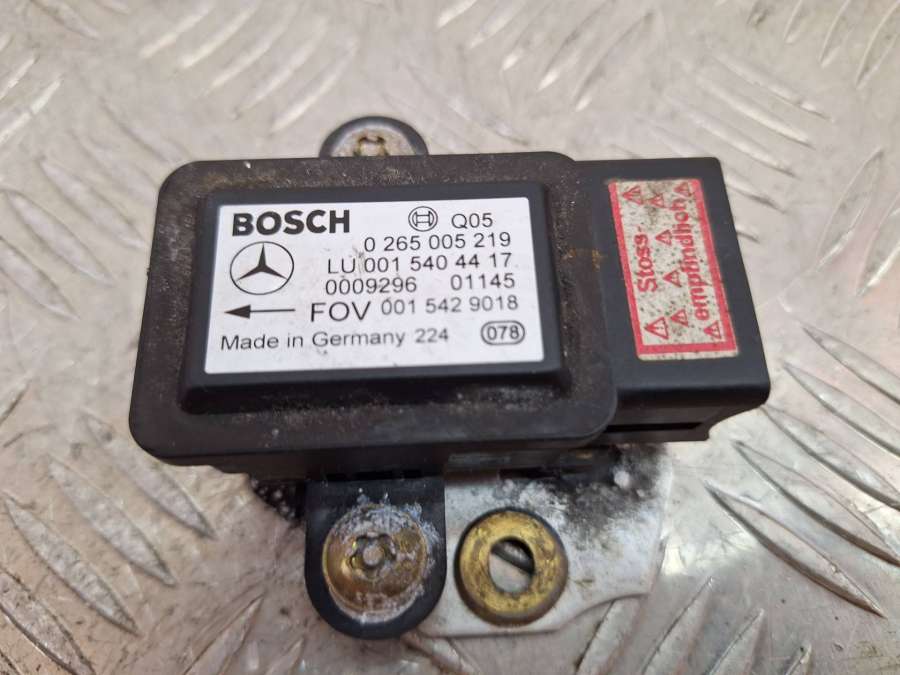 BOSCH Q05
0 265 005 219
LÜ 001 540 44 17
0009296 01145
FOV 001 542 9018
Made in Germany 224 078
Stoss-
empfindlich